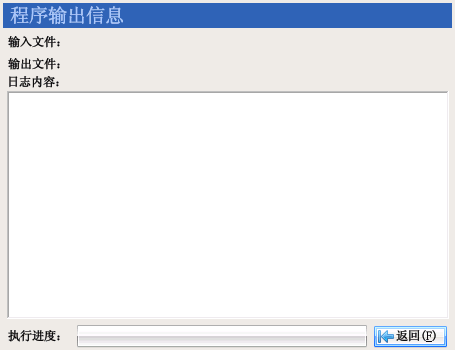 程序输出信息
输入文件：
输出文件：
日志内容：
执行进度：
返回(F)